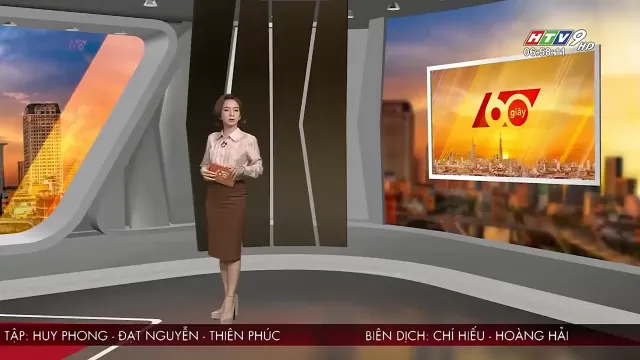 HTV9 HD
06:58:11
60 giây
TẬP: HUY PHONG - ĐẠT NGUYỄN - THIÊN PHÚC BIÊN DỊCH: CHÍ HIẾU - HOÀNG HẢI